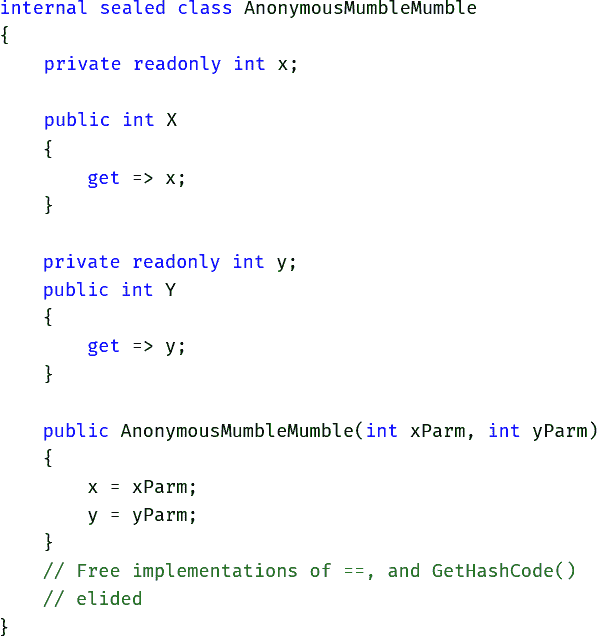 internal sealed class AnonymousMumbleMumble
{
    private readonly int x;

    public int X
    {
        get => x;
    }

    private readonly int y;
    public int Y
    {
        get => y;
    }

    public AnonymousMumbleMumble(int xParm, int yParm)
    {
        x = xParm;
        y = yParm;
    }
    // Free implementations of ==, and GetHashCode()
    // elided
}